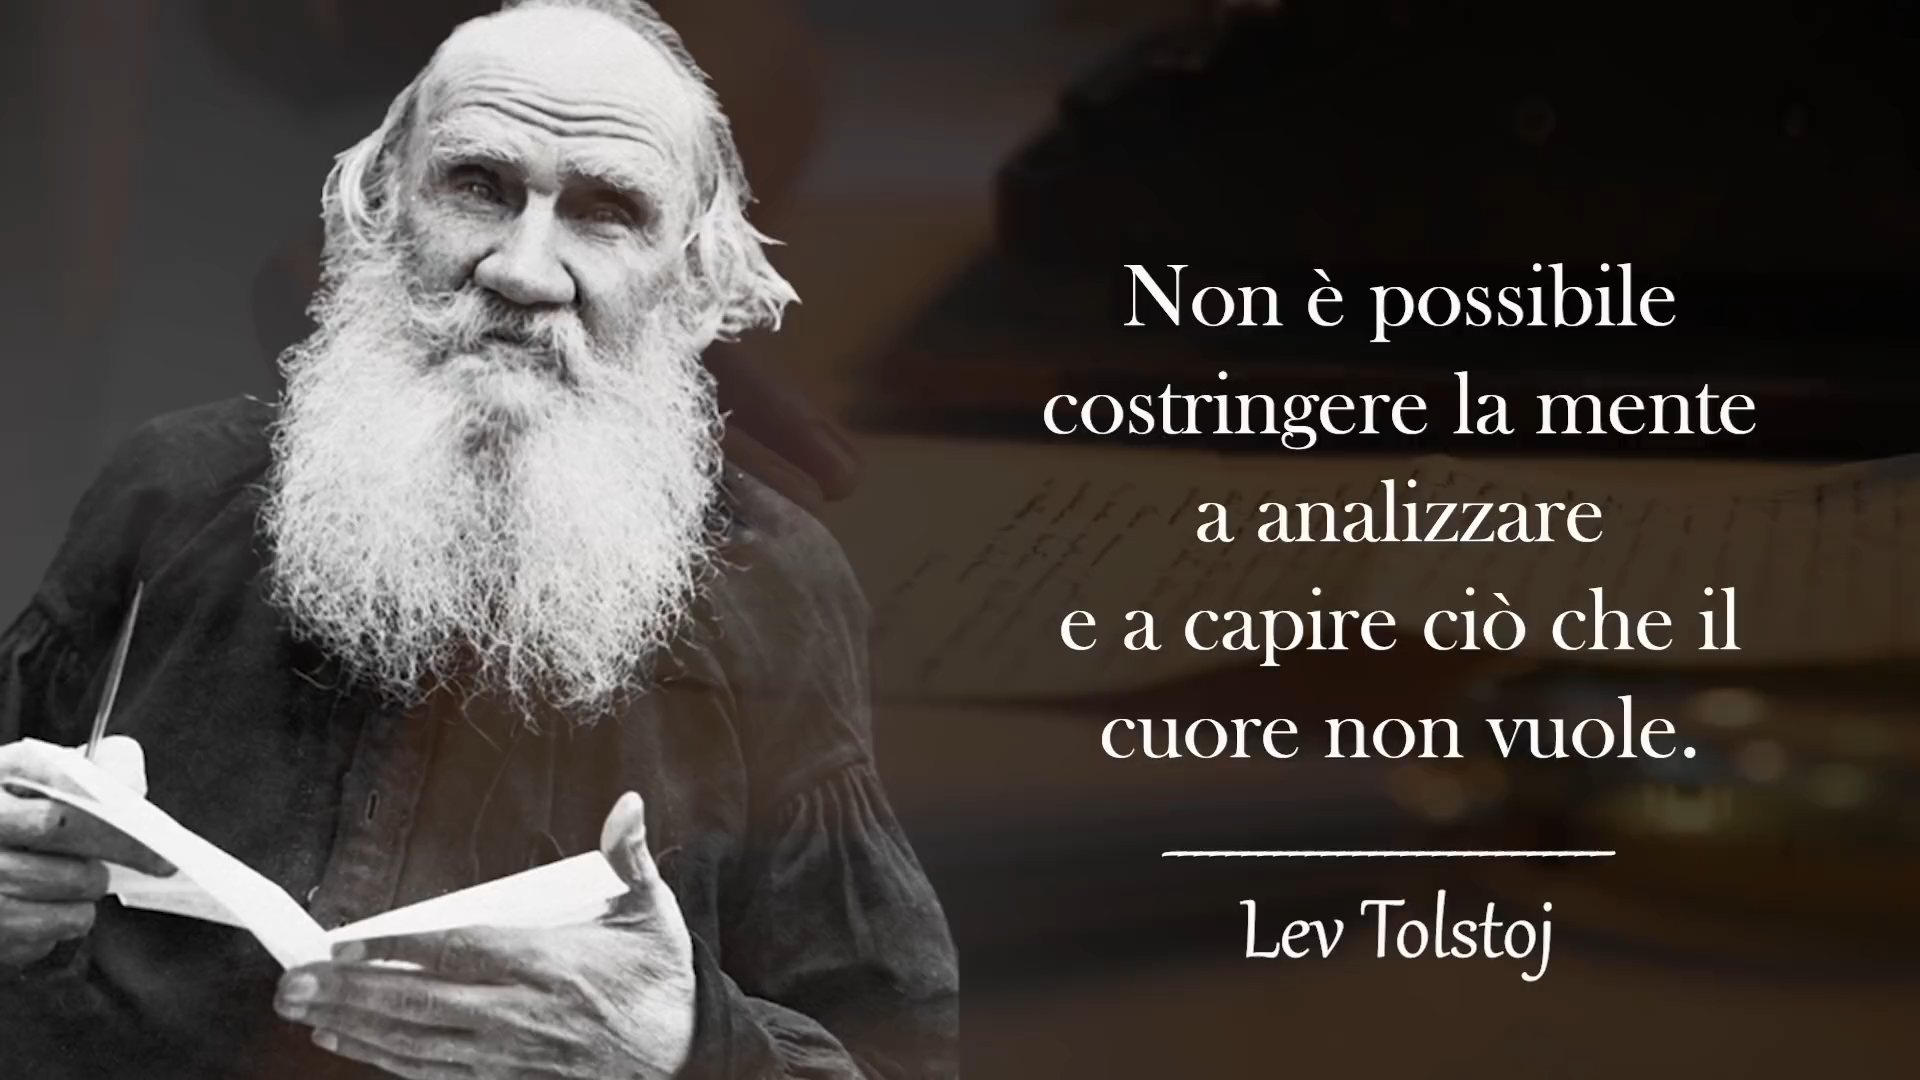 Non è possibile
costringere la mente
a analizzare
e a capire ciò che il
cuore non vuole.
Lev Tolstoj